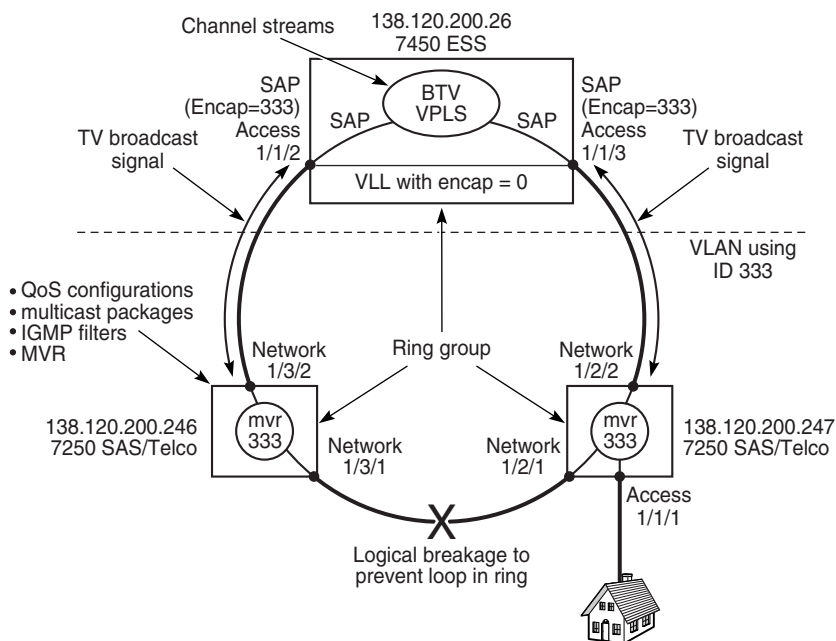 Channel streams
138.120.200.26
7450 ESS
SAP
(Encap=333)
Access
1/1/2
SAP
BTV
VPLS
SAP
SAP
(Encap=333)
Access
1/1/3
TV broadcast
signal
TV broadcast
signal
VLL with encap = 0
VLAN using
ID 333
• QoS configurations
• multicast packages
• IGMP filters
• MVR
Network
1/3/2
Ring group
Network
1/2/2
138.120.200.246
7250 SAS/Telco
mvr
333
Network
1/3/1
Network
1/2/1
mvr
333
138.120.200.247
7250 SAS/Telco
Access
1/1/1
X
Logical breakage to
prevent loop in ring